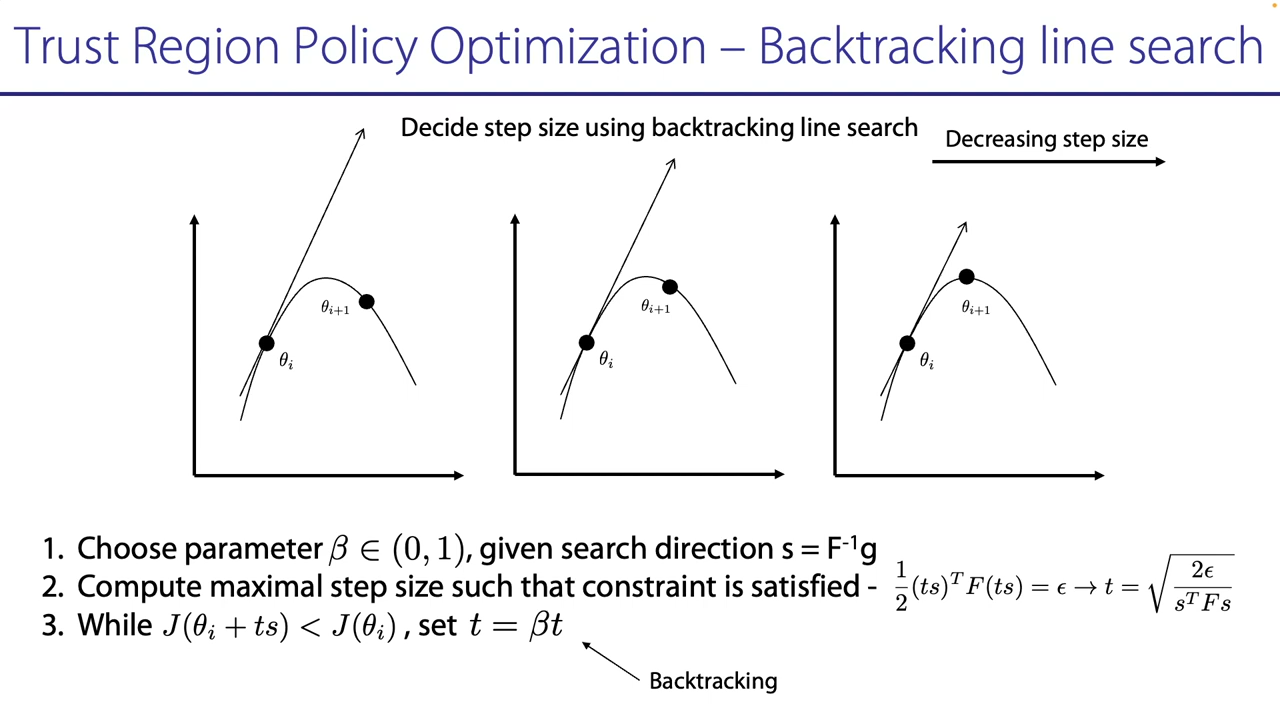 Trust Region Policy Optimization – Backtracking line search
Decide step size using backtracking line search
Decreasing step size
θ_{i+1}
θ_i
θ_{i+1}
θ_i
θ_{i+1}
θ_i
1. Choose parameter β ∈ (0, 1), given search direction s = F⁻¹g
2. Compute maximal step size such that constraint is satisfied - \frac{1}{2}(ts)^T F(ts) = ϵ → t = \sqrt{\frac{2ϵ}{s^T F s}}
3. While J(θ_i + ts) < J(θ_i) , set t = βt
Backtracking